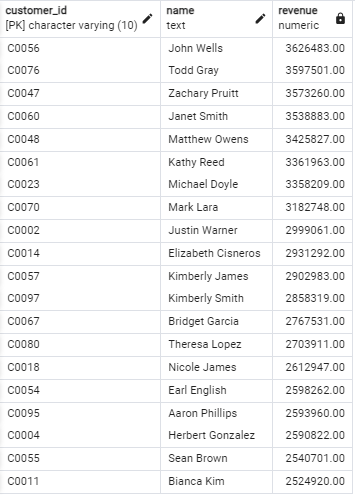 customer_id name revenue
[PK] character varying (10) text numeric
C0056 John Wells 3626483.00
C0076 Todd Gray 3597501.00
C0047 Zachary Pruitt 3573260.00
C0060 Janet Smith 3538883.00
C0048 Matthew Owens 3425827.00
C0061 Kathy Reed 3361963.00
C0023 Michael Doyle 3358209.00
C0070 Mark Lara 3182748.00
C0002 Justin Warner 2999061.00
C0014 Elizabeth Cisneros 2931292.00
C0057 Kimberly James 2902983.00
C0097 Kimberly Smith 2858319.00
C0067 Bridget Garcia 2767531.00
C0080 Theresa Lopez 2703911.00
C0018 Nicole James 2612947.00
C0054 Earl English 2598262.00
C0095 Aaron Phillips 2593960.00
C0004 Herbert Gonzalez 2590822.00
C0055 Sean Brown 2540701.00
C0011 Bianca Kim 2524920.00